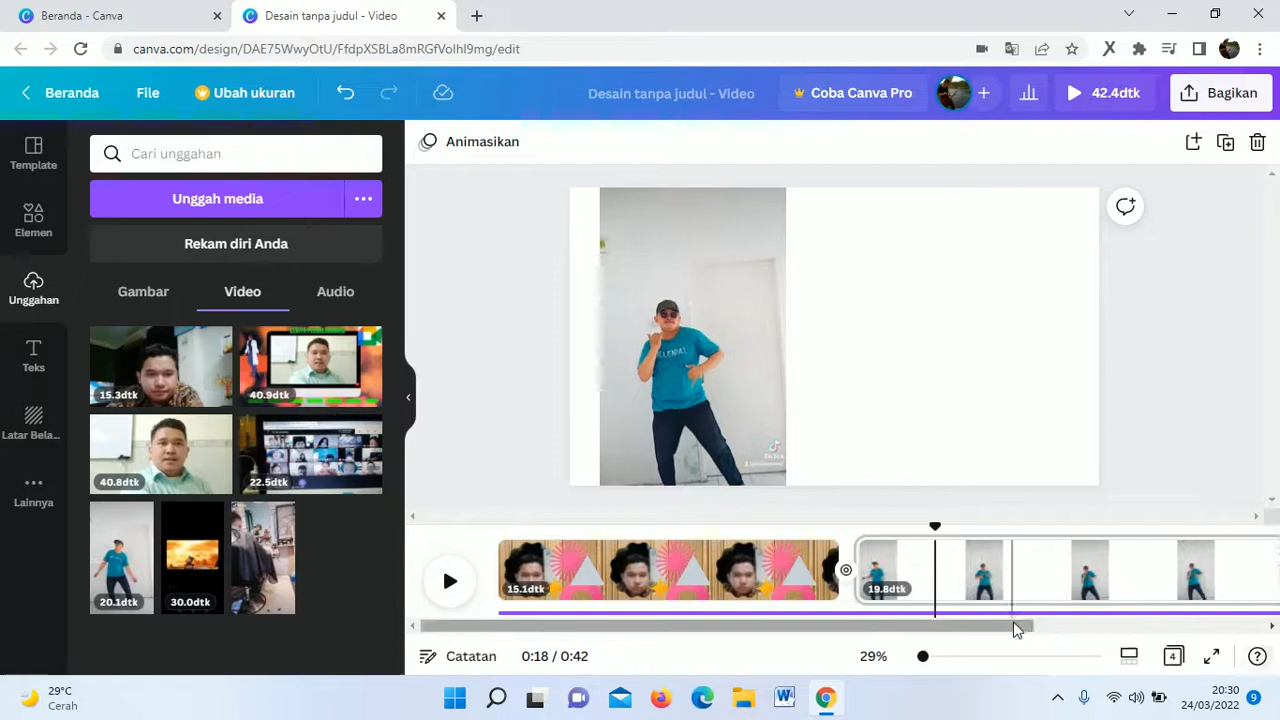 Beranda - Canva
Desain tanpa judul - Video
canva.com/design/DAE75WwyOtU/FfdpXSBLa8mRGfVolhI9mg/edit
Beranda
File
Ubah ukuran
Desain tanpa judul - Video
Coba Canva Pro
42.4dtk
Bagikan
Template
Elemen
Unggahan
Teks
Latar Bela...
Lainnya
Cari unggahan
Unggah media
Rekam diri Anda
Gambar
Video
Audio
15.3dtk
40.9dtk
40.8dtk
22.5dtk
20.1dtk
30.0dtk
Animasikan
TikTok
15.1dtk
19.8dtk
Catatan
0:18 / 0:42
29%
4
29°C
Cerah
20:30
24/03/2022
9